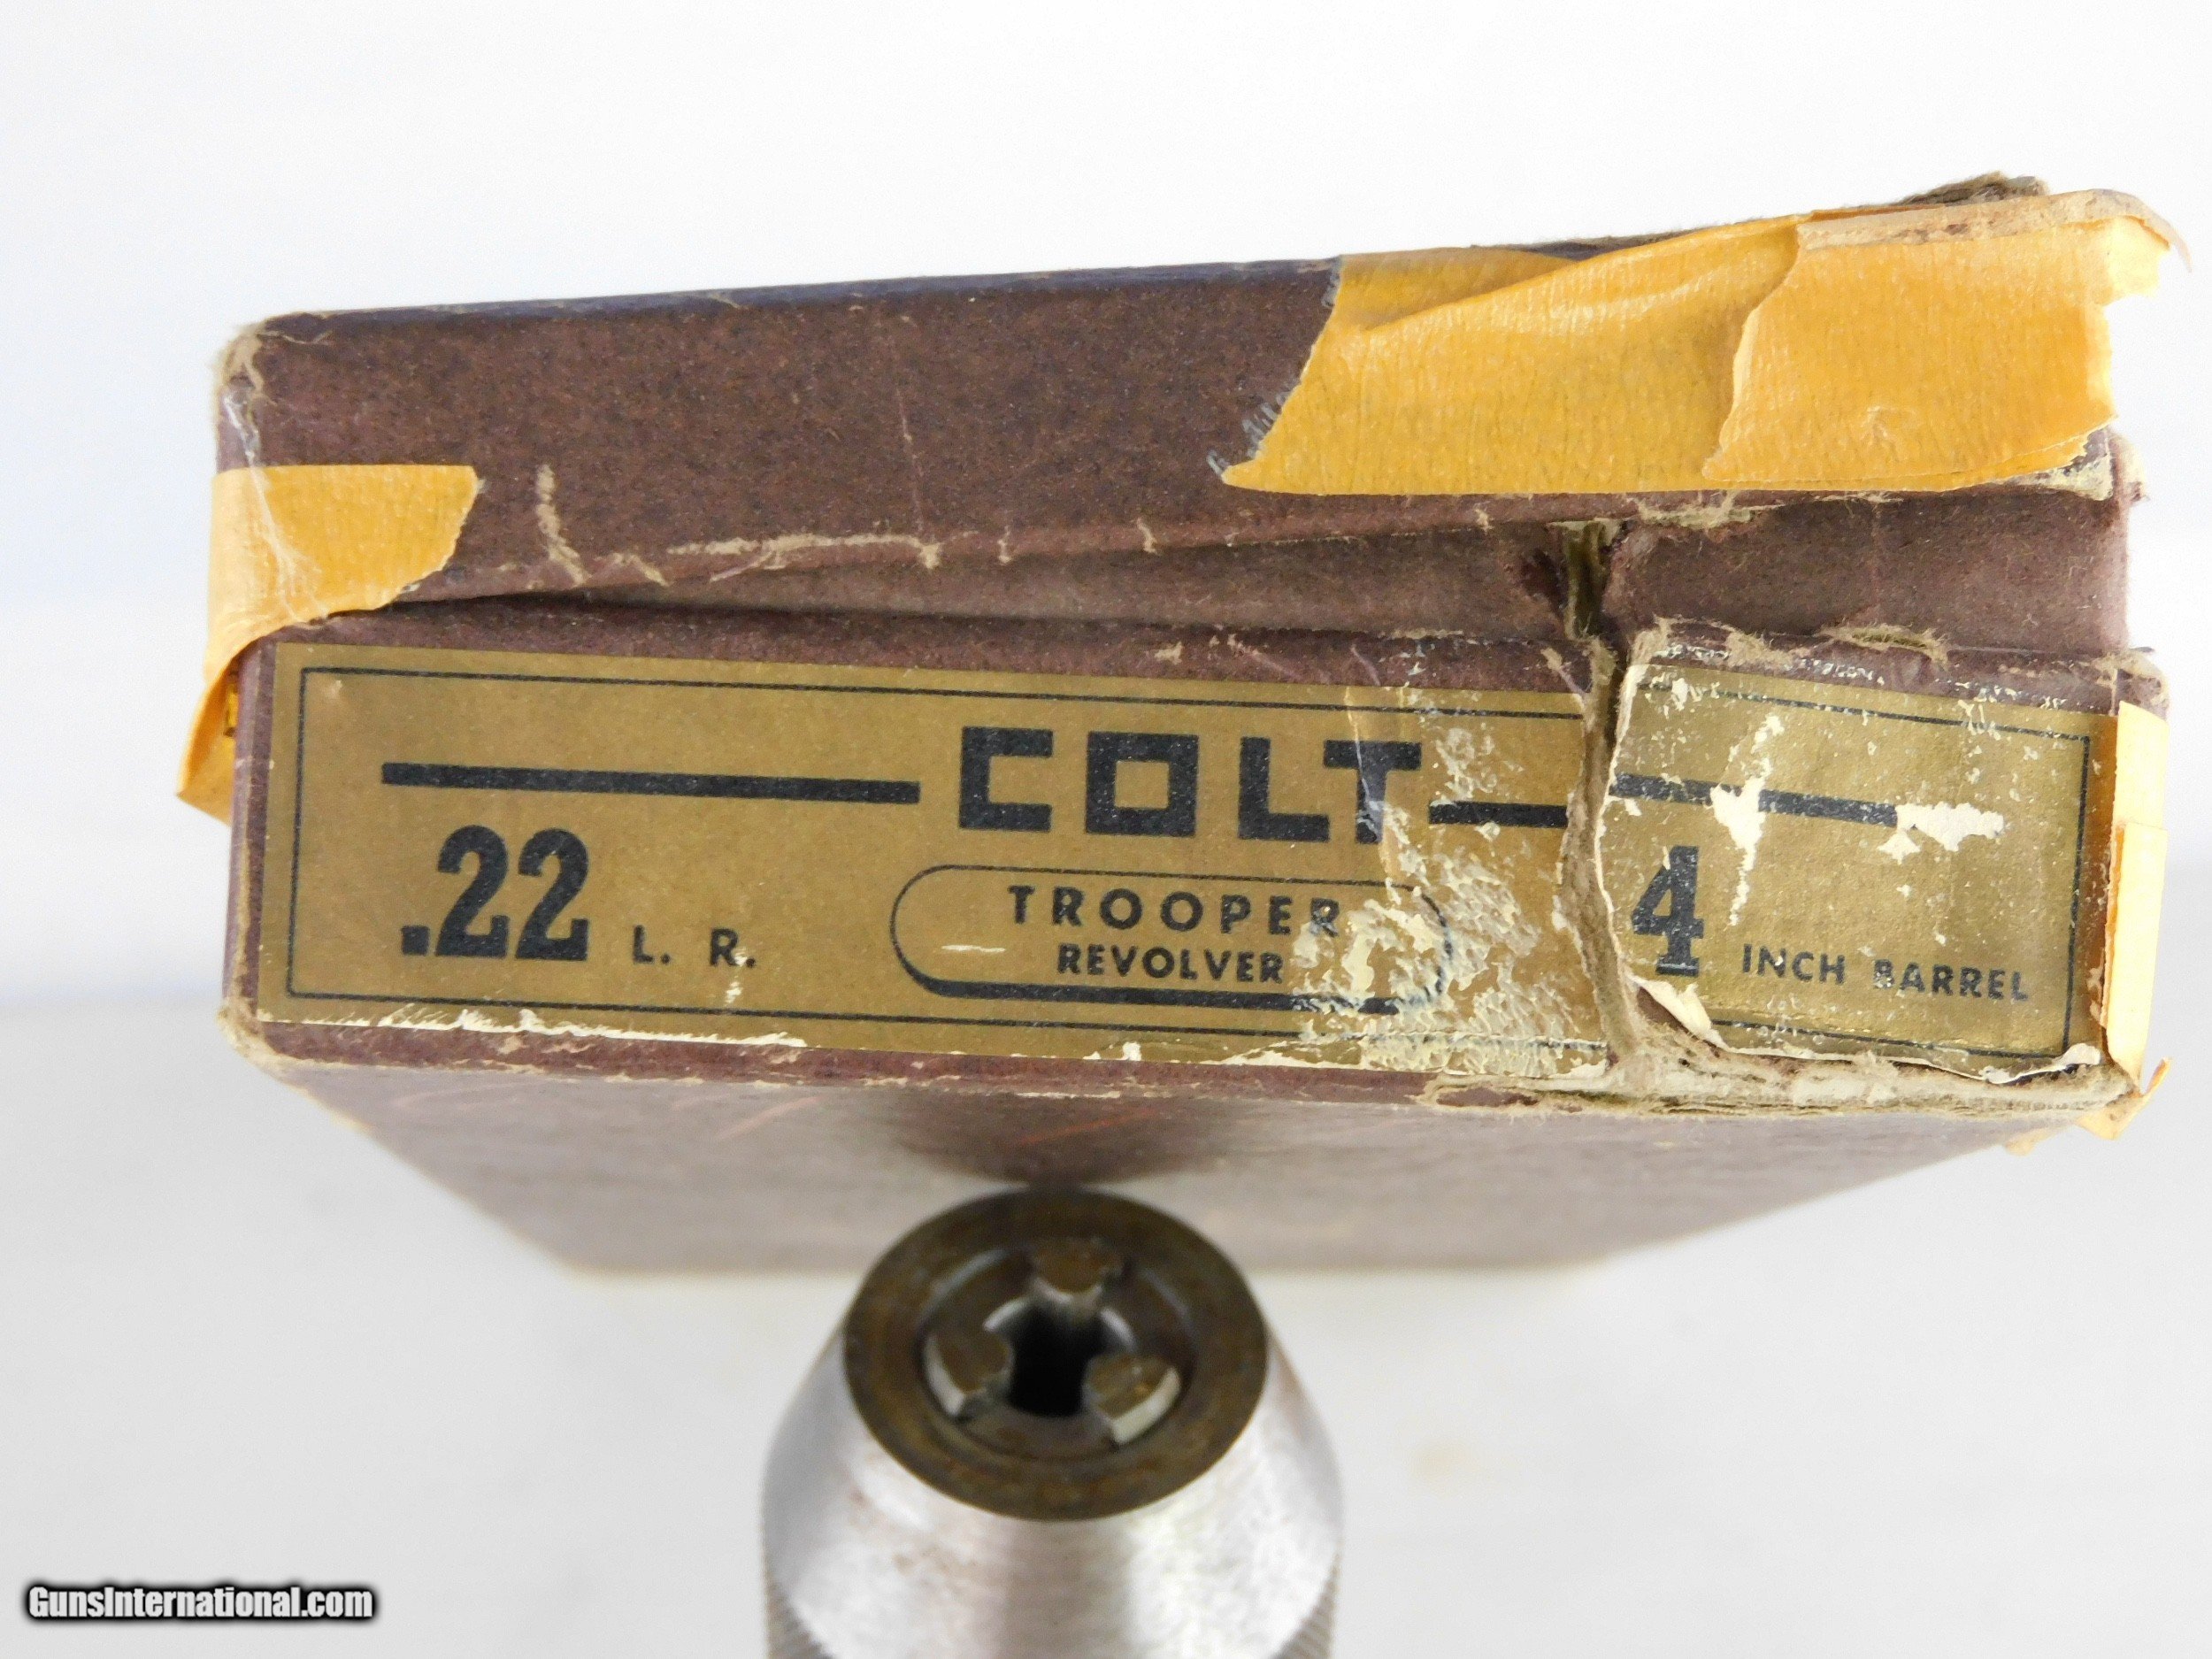 COLT
.22 L. R.
TROOPER
REVOLVER
4 INCH BARREL
GunsInternational.com